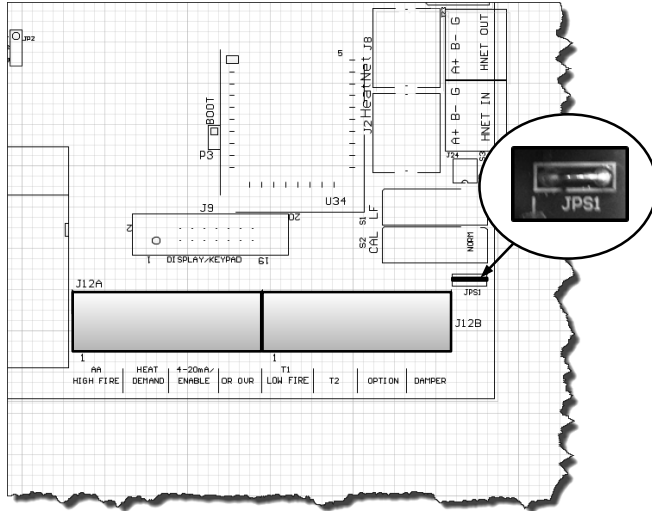 JP2
5
J8
HeatNet
J2
A+ B- G
HNET OUT
A+ B- G
HNET IN
J24
S3
BOOT
P3
U34
J9
20
2
1
DISPLAY/KEYPAD
19
S1
LF
S2
CAL
NORM
JPS1
JPS1
J12A
J12B
1
1
AA
HIGH FIRE
HEAT
DEMAND
4-20mA/
ENABLE
OR OVR
T1
LOW FIRE
T2
OPTION
DAMPER